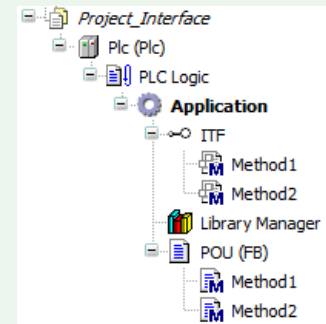 Project_Interface
Plc (Plc)
PLC Logic
Application
ITF
Method1
Method2
Library Manager
POU (FB)
Method1
Method2